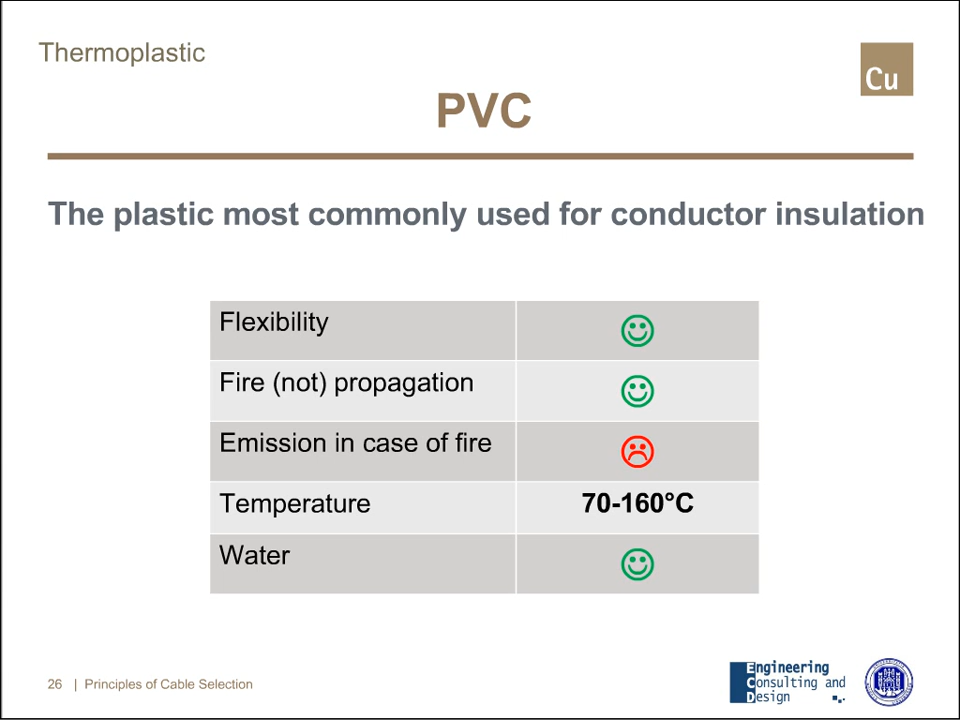 Thermoplastic
Cu
PVC
The plastic most commonly used for conductor insulation
Flexibility
Fire (not) propagation
Emission in case of fire
Temperature 70-160°C
Water
26 | Principles of Cable Selection
Engineering
Consulting and
Design